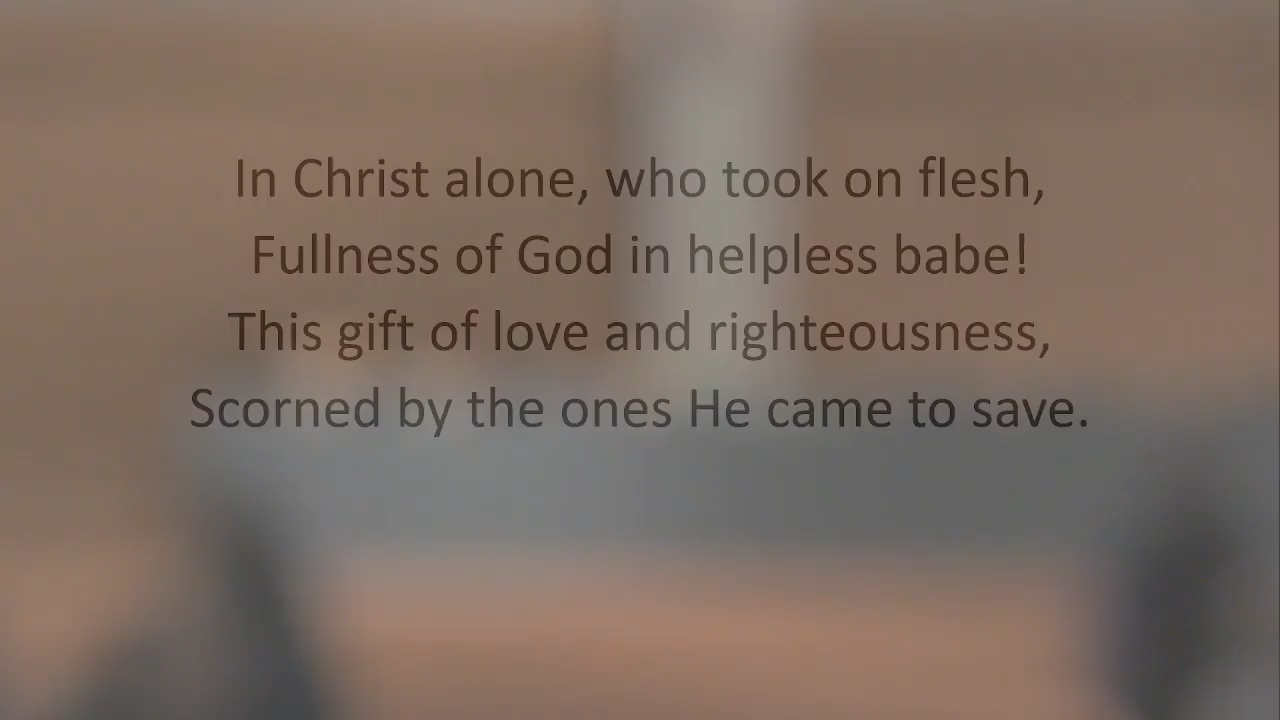 In Christ alone, who took on flesh,
Fullness of God in helpless babe!
This gift of love and righteousness,
Scorned by the ones He came to save.